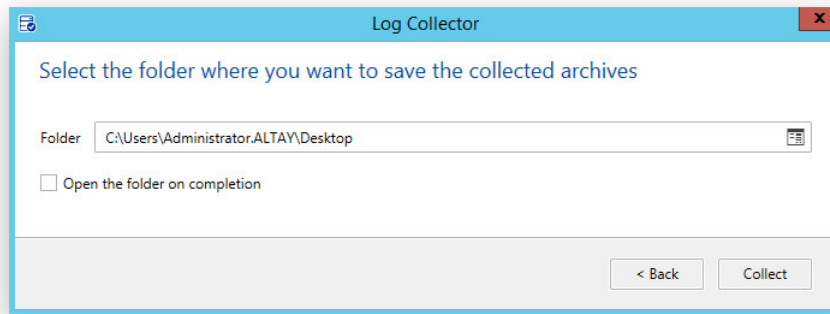 Log Collector
x
Select the folder where you want to save the collected archives
Folder C:\Users\Administrator.ALTAY\Desktop
Open the folder on completion
< Back Collect